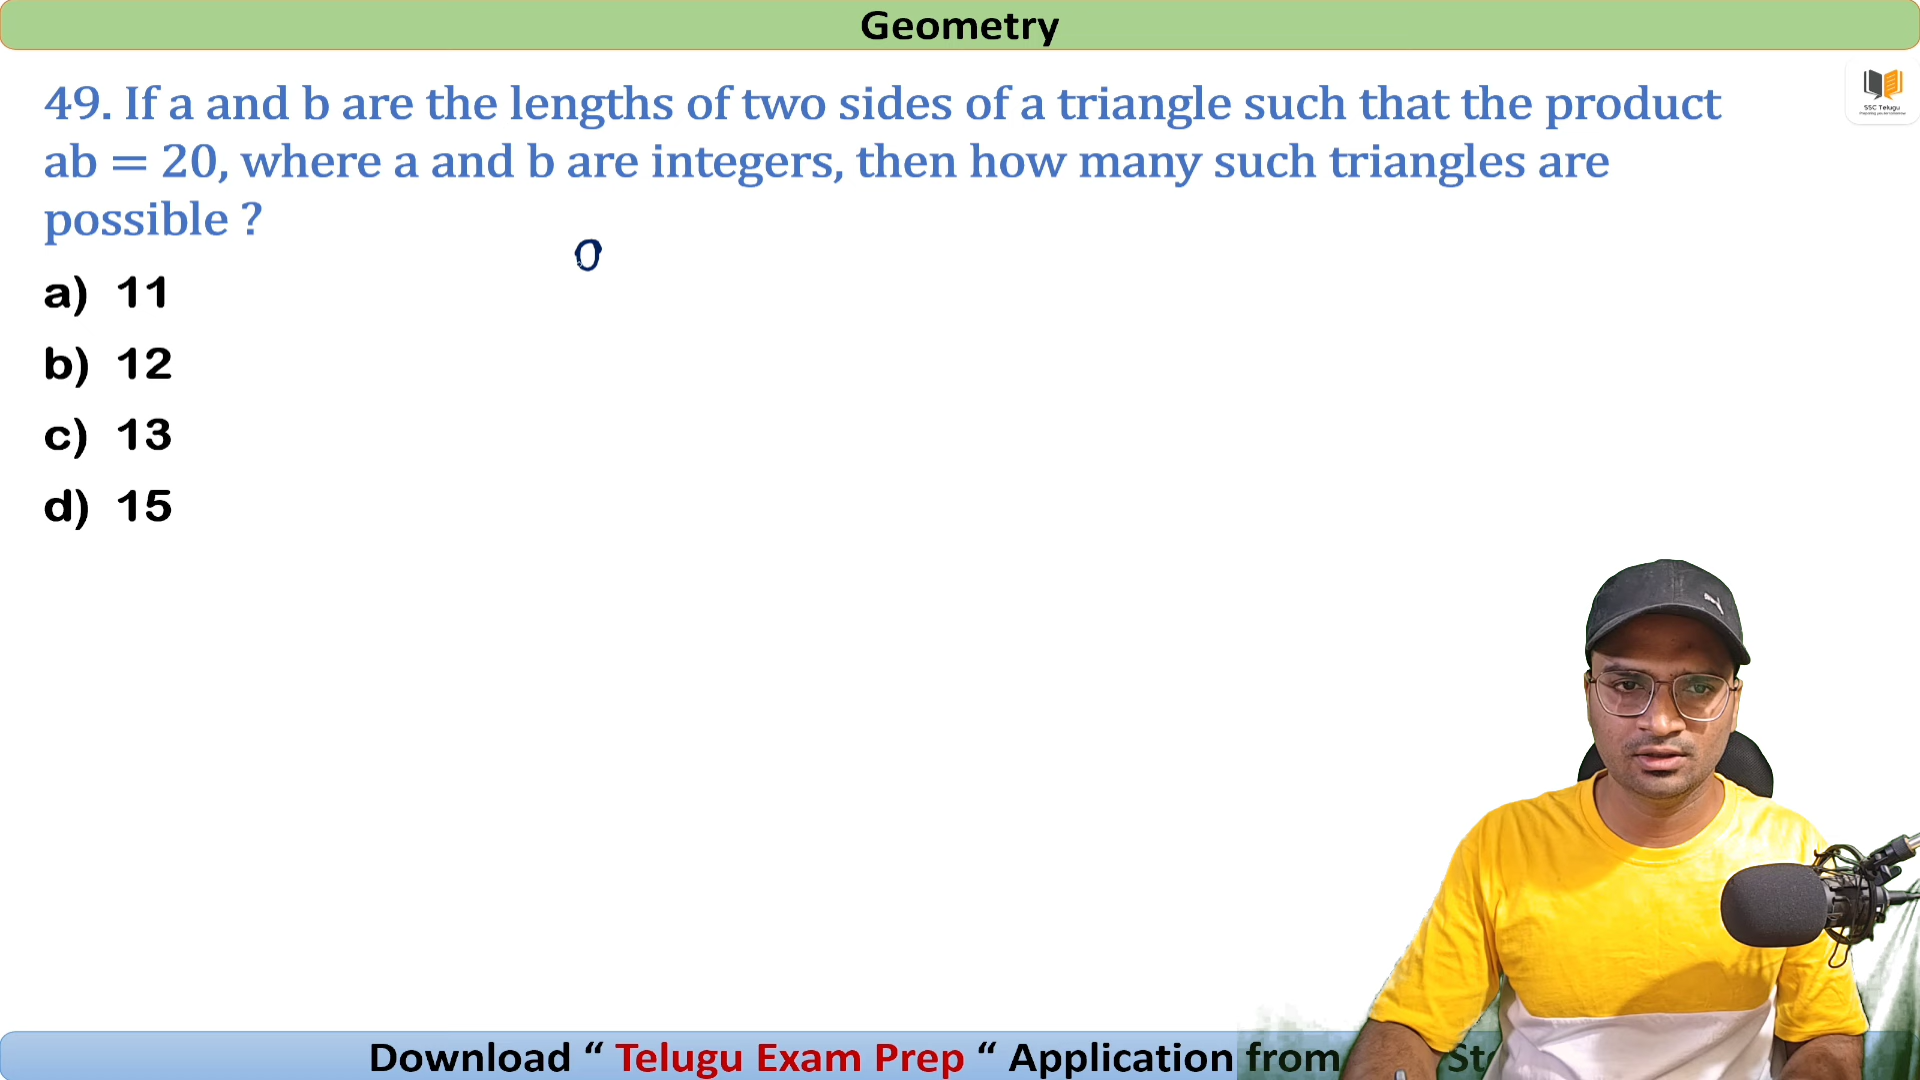 Geometry
49. If a and b are the lengths of two sides of a triangle such that the product
ab = 20, where a and b are integers, then how many such triangles are
possible ?
a) 11
b) 12
c) 13
d) 15
SSC Telugu
Download “ Telugu Exam Prep “ Application from